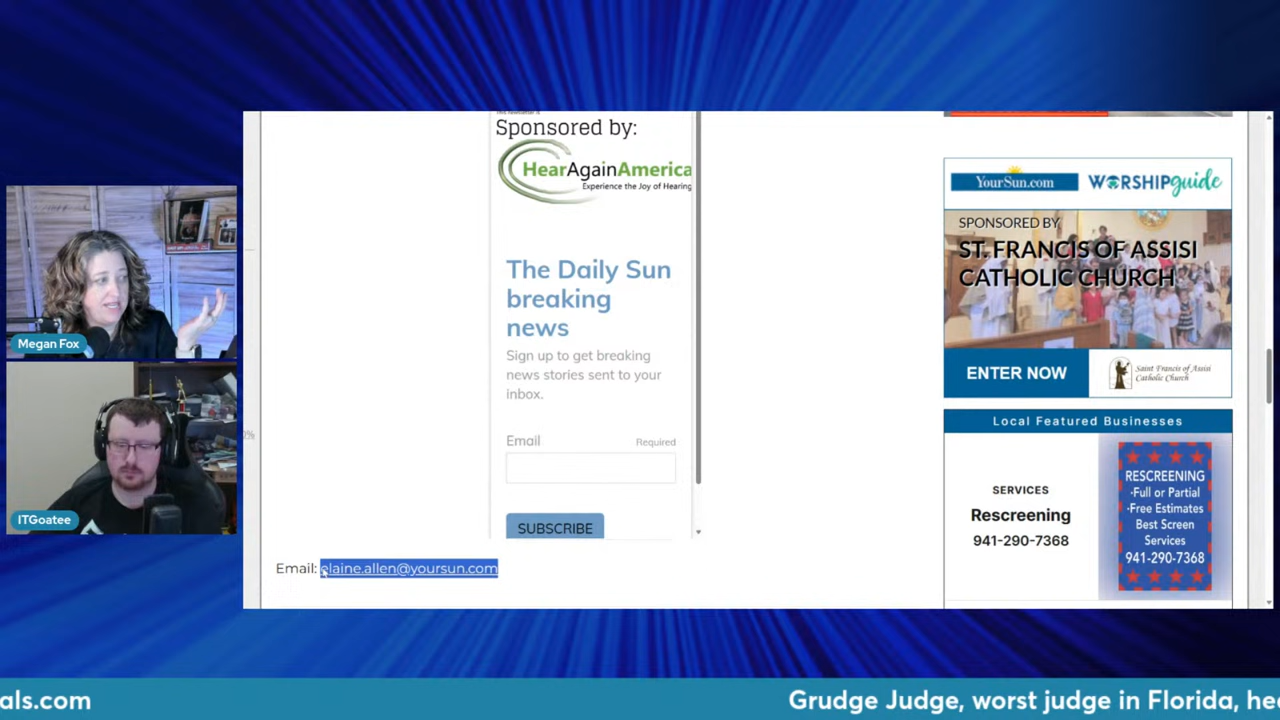 Sponsored by:
HearAgainAmerica
Experience the Joy of Hearing
The Daily Sun
breaking
news
Sign up to get breaking
news stories sent to your
inbox.
Email Required
SUBSCRIBE
Email: elaine.allen@yoursun.com
YourSun.com WORSHIPguide
SPONSORED BY
ST. FRANCIS OF ASSISI
CATHOLIC CHURCH
ENTER NOW
Saint Francis of Assisi
Catholic Church
Local Featured Businesses
SERVICES
Rescreening
941-290-7368
RESCREENING
-Full or Partial
-Free Estimates
Best Screen
Services
941-290-7368
Megan Fox
ITGoatee
als.com
Grudge Judge, worst judge in Florida, hea